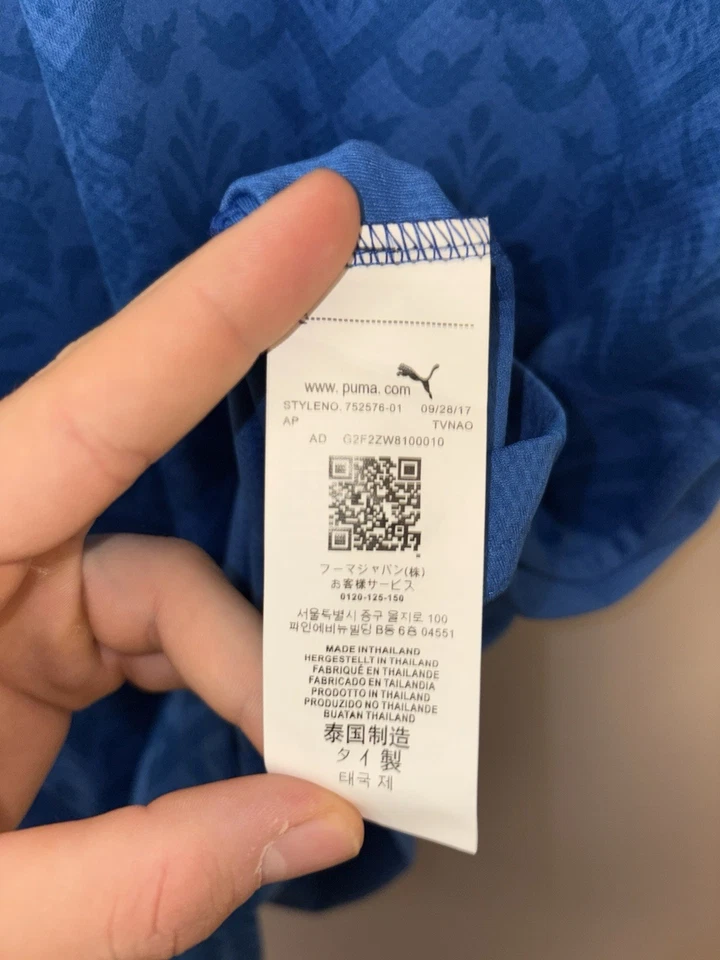 www. puma. com
STYLENO. 752576-01 09/28/17
AP TVNAO
AD G2F2ZW8100010
フーマジャバン(株)
お客様サービス
0120-125-150
서울특별시 중구 을지로 100
피인에비뉴빌딩 B동 6층 04551
MADE INTHAILAND
HERGESTELLT IN THAILAND
FABRIQUÉ EN THAILANDE
FABRICADO EN TAILANDIA
PRODOTTO IN THAILAND
PRODUZIDO NO THAILANDE
BUATAN THAILAND
泰国制造
タイ製
태국 제